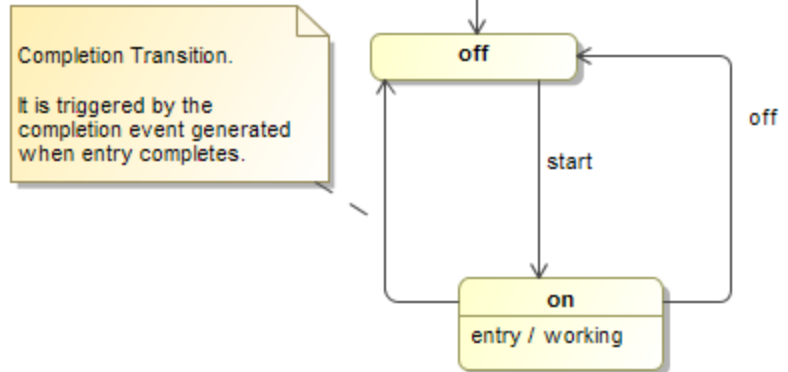 Completion Transition.
It is triggered by the
completion event generated
when entry completes.
off
off
start
on
entry / working